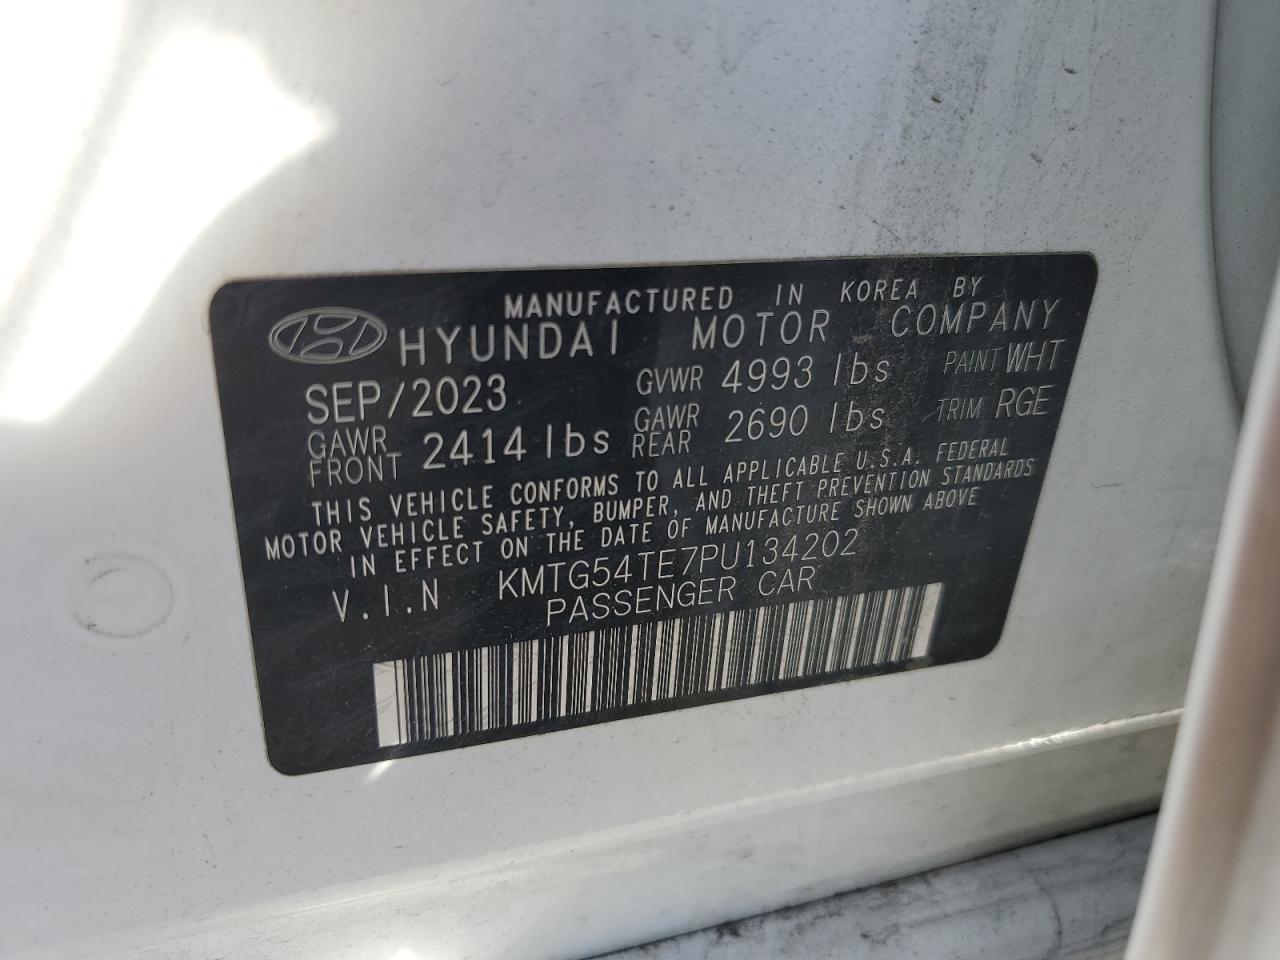 MANUFACTURED IN KOREA BY
HYUNDAI MOTOR COMPANY
SEP/2023 GVWR 4993 lbs PAINT WHT
GAWR FRONT 2414 lbs GAWR REAR 2690 lbs TRIM RGE
THIS VEHICLE CONFORMS TO ALL APPLICABLE U.S.A. FEDERAL
MOTOR VEHICLE SAFETY, BUMPER, AND THEFT PREVENTION STANDARDS
IN EFFECT ON THE DATE OF MANUFACTURE SHOWN ABOVE
V.I.N KMTG54TE7PU134202
PASSENGER CAR